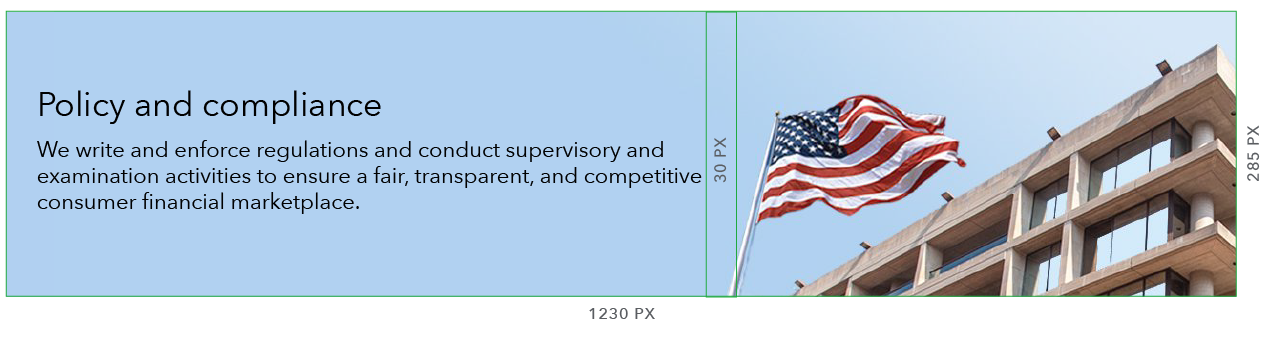 Policy and compliance
We write and enforce regulations and conduct supervisory and
examination activities to ensure a fair, transparent, and competitive
consumer financial marketplace.
30 PX
285 PX
1230 PX